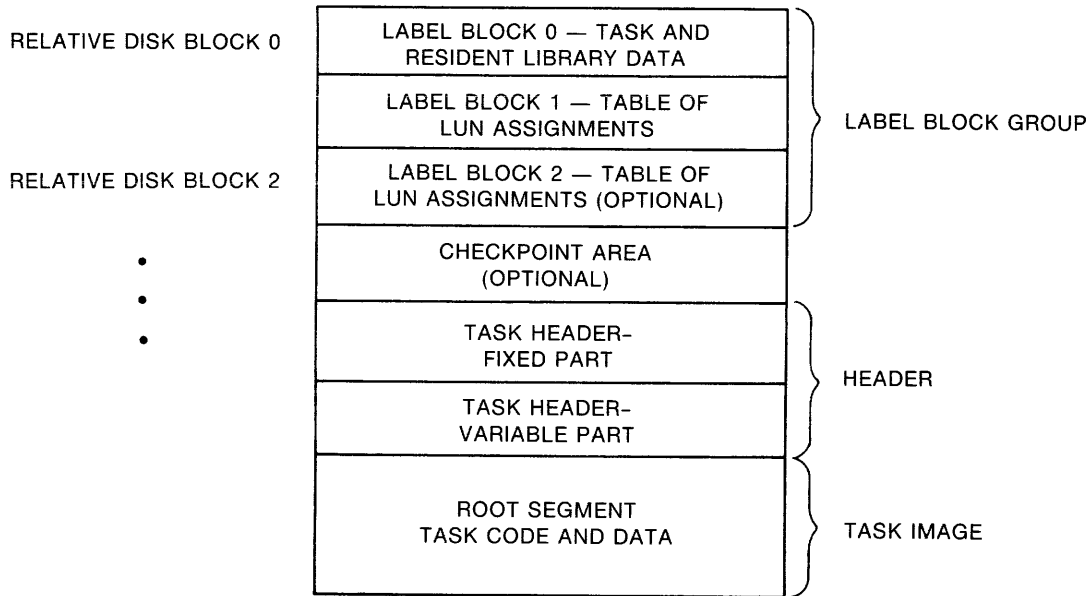 RELATIVE DISK BLOCK 0
LABEL BLOCK 0 — TASK AND
RESIDENT LIBRARY DATA
LABEL BLOCK 1 — TABLE OF
LUN ASSIGNMENTS
LABEL BLOCK GROUP
RELATIVE DISK BLOCK 2
LABEL BLOCK 2 — TABLE OF
LUN ASSIGNMENTS (OPTIONAL)
CHECKPOINT AREA
(OPTIONAL)
TASK HEADER–
FIXED PART
HEADER
TASK HEADER–
VARIABLE PART
ROOT SEGMENT
TASK CODE AND DATA
TASK IMAGE